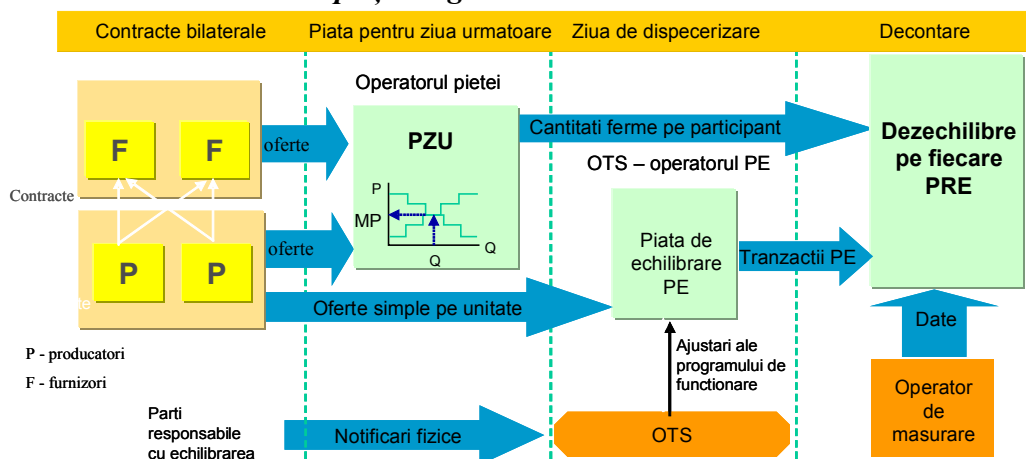 Contracte bilaterale
Piata pentru ziua urmatoare
Ziua de dispecerizare
Decontare
Operatorul pietei
F
F
oferte
PZU
P
MP
Q
Q
Cantitati ferme pe participant
Dezechilibre
pe fiecare
PRE
OTS – operatorul PE
Contracte
P
P
oferte
Piata de
echilibrare
PE
Tranzactii PE
te
Oferte simple pe unitate
Date
P - producatori
F - furnizori
Ajustari ale
programului de
functionare
Operator
de
masurare
Parti
responsabile
cu echilibrarea
Notificari fizice
OTS